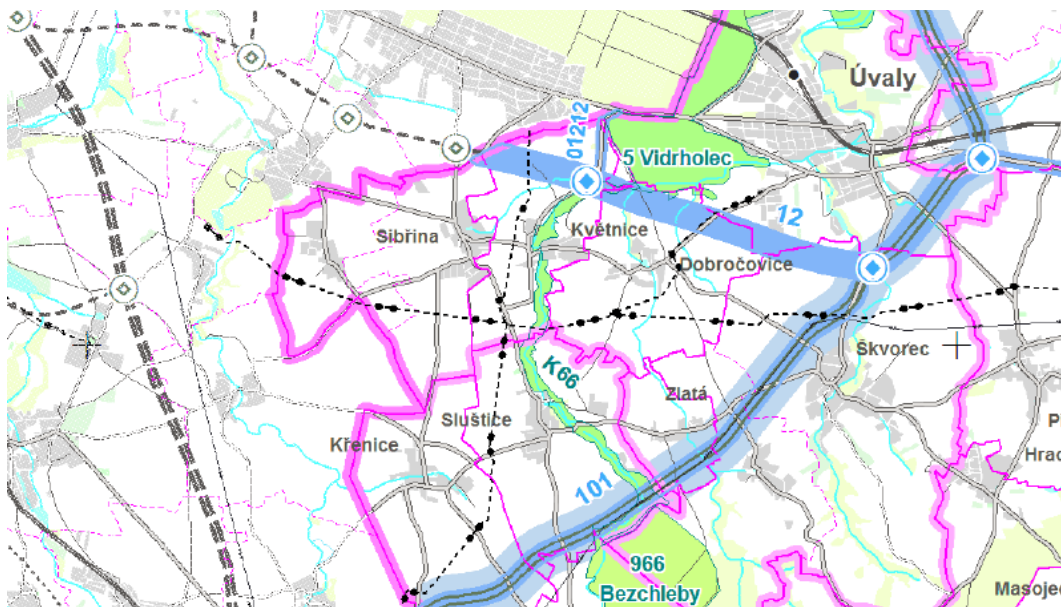 Úvaly
01212
5 Vidrholec
12
Sibřina
Květnice
Dobročovice
Škvorec
K66
Zlatá
Sluštice
Křenice
P
Hrad
101
966
Bezchleby
Masojed